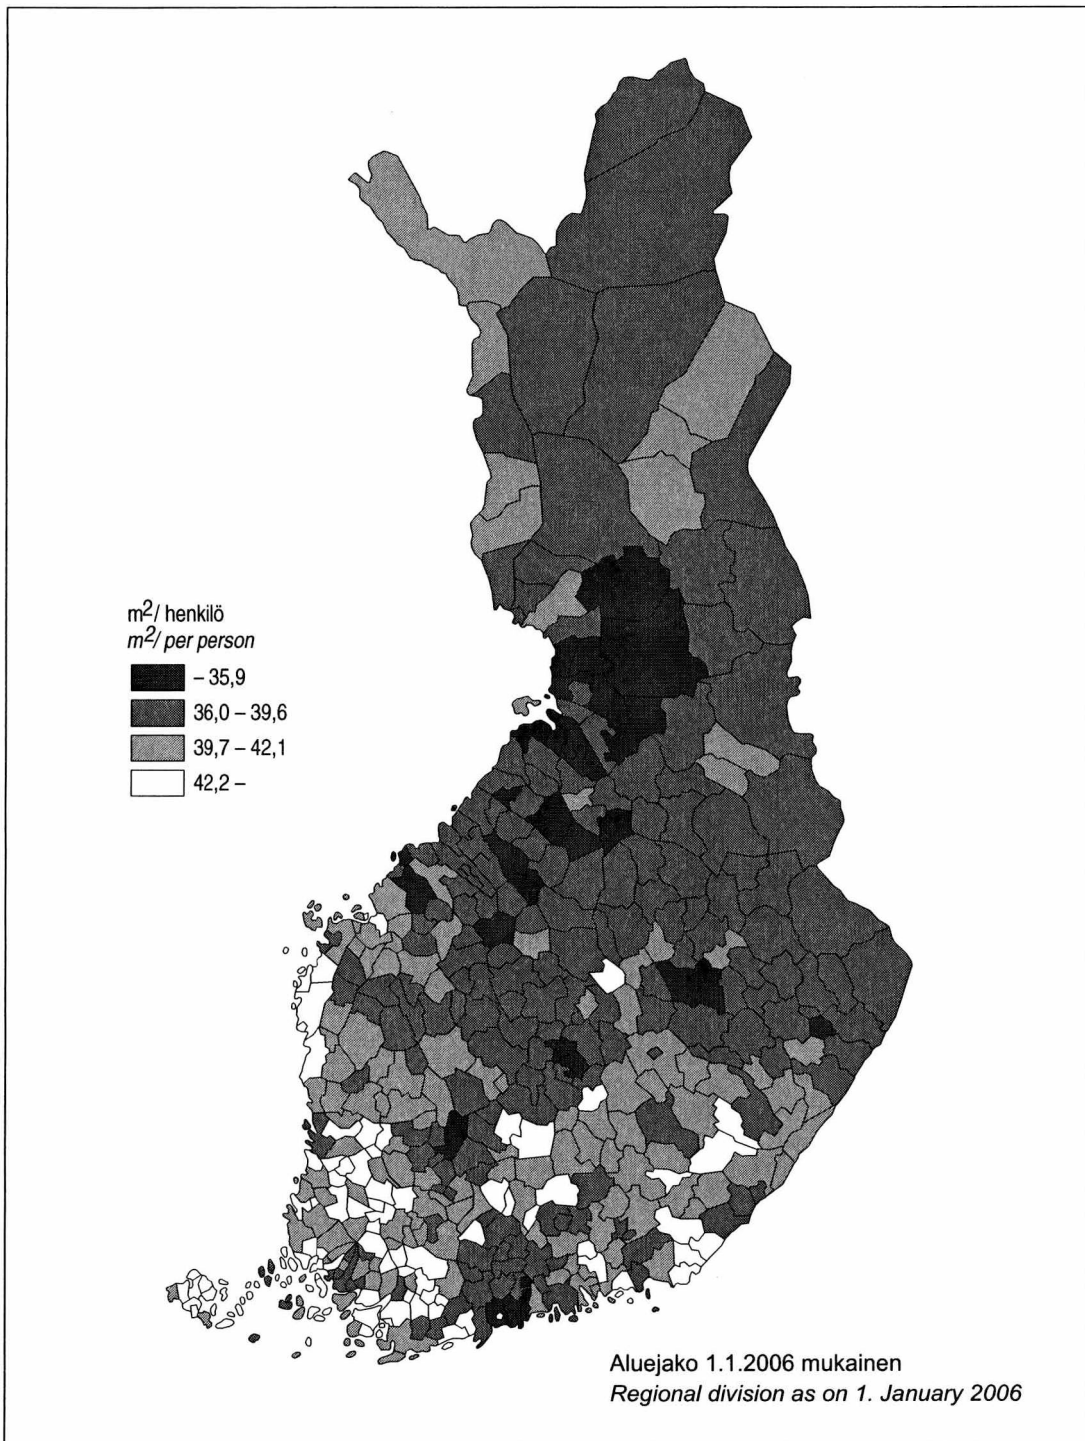 m²/ henkilö
m²/ per person
– 35,9
36,0 – 39,6
39,7 – 42,1
42,2 –
Aluejako 1.1.2006 mukainen
Regional division as on 1. January 2006